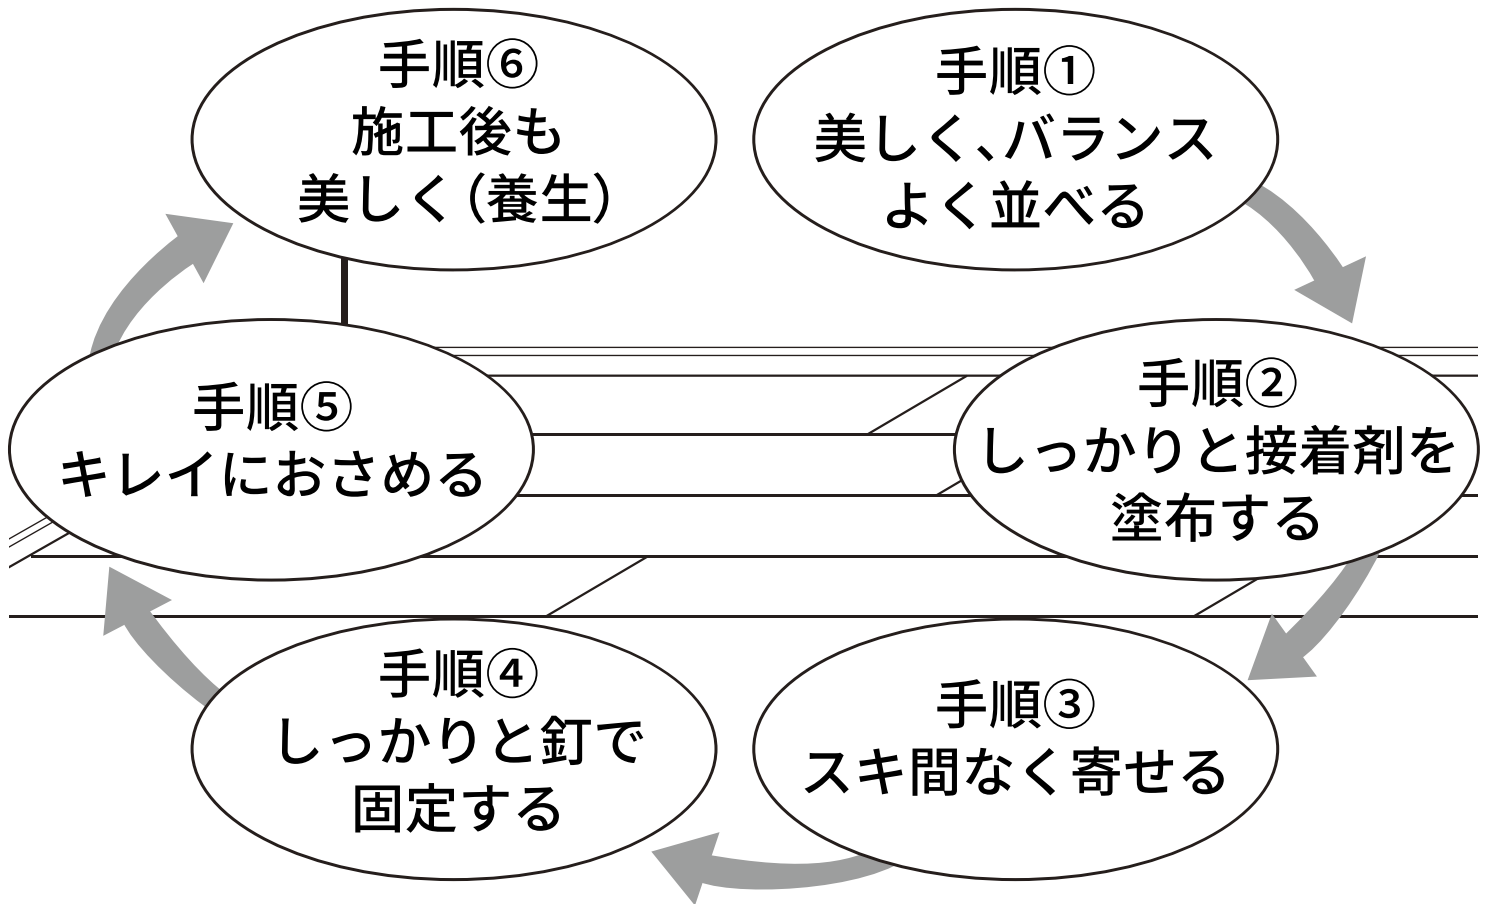 手順①
美しく、バランス
よく並べる
手順②
しっかりと接着剤を
塗布する
手順③
スキ間なく寄せる
手順④
しっかりと釘で
固定する
手順⑤
キレイにおさめる
手順⑥
施工後も
美しく（養生）